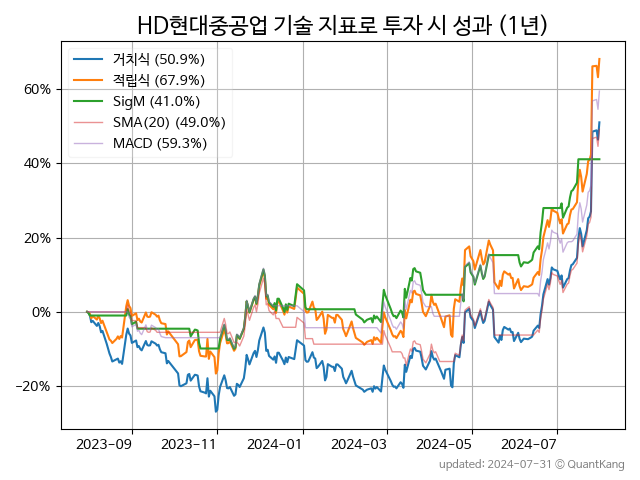 HD현대중공업 기술 지표로 투자 시 성과 (1년)
거치식 (50.9%)
적립식 (67.9%)
SigM (41.0%)
SMA(20) (49.0%)
MACD (59.3%)
60%
40%
20%
0%
−20%
2023-09 2023-11 2024-01 2024-03 2024-05 2024-07
updated: 2024-07-31 © QuantKang